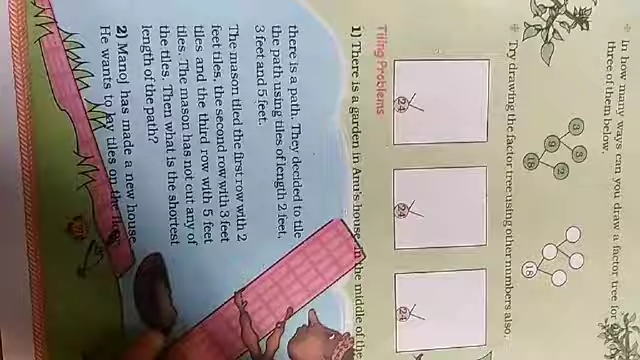 in how many ways can you draw a factor tree for
three of them below.
3
3
9
2
18
18
Try drawing the factor tree using other numbers also.
24
24
24
Tiling Problems
1) There is a garden in Anu's house. In the middle of the
there is a path. They decided to tile
the path using tiles of length 2 feet,
3 feet and 5 feet.
The mason tiled the first row with 2
feet tiles, the second row with 3 feet
tiles and the third row with 5 feet
tiles. The mason has not cut any of
the tiles. Then what is the shortest
length of the path?
2) Manoj has made a new house.
He wants to lay tiles on the